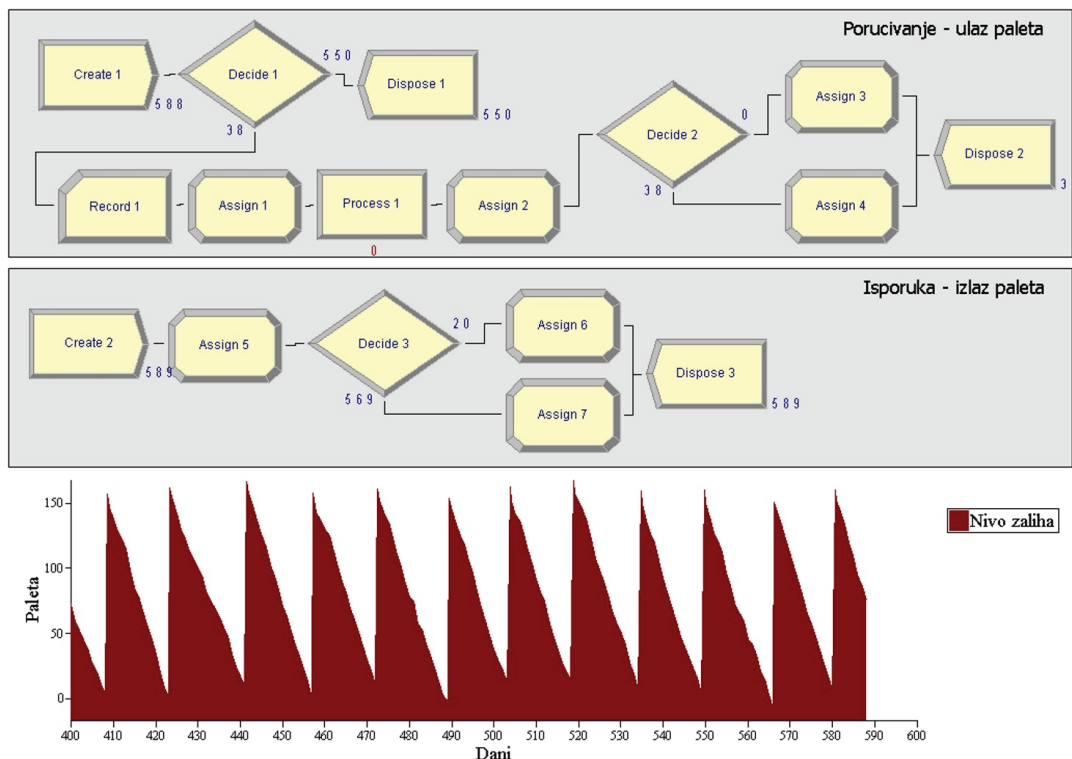 Porucivanje - ulaz paleta
Create 1
588
Decide 1
550
38
Dispose 1
550
Record 1
Assign 1
Process 1
0
Assign 2
Decide 2
0
38
Assign 3
Assign 4
Dispose 2
3
Isporuka - izlaz paleta
Create 2
589
Assign 5
Decide 3
20
569
Assign 6
Assign 7
Dispose 3
589
Paleta
150
100
50
0
400 410 420 430 440 450 460 470 480 490 500 510 520 530 540 550 560 570 580 590 600
Dani
Nivo zaliha